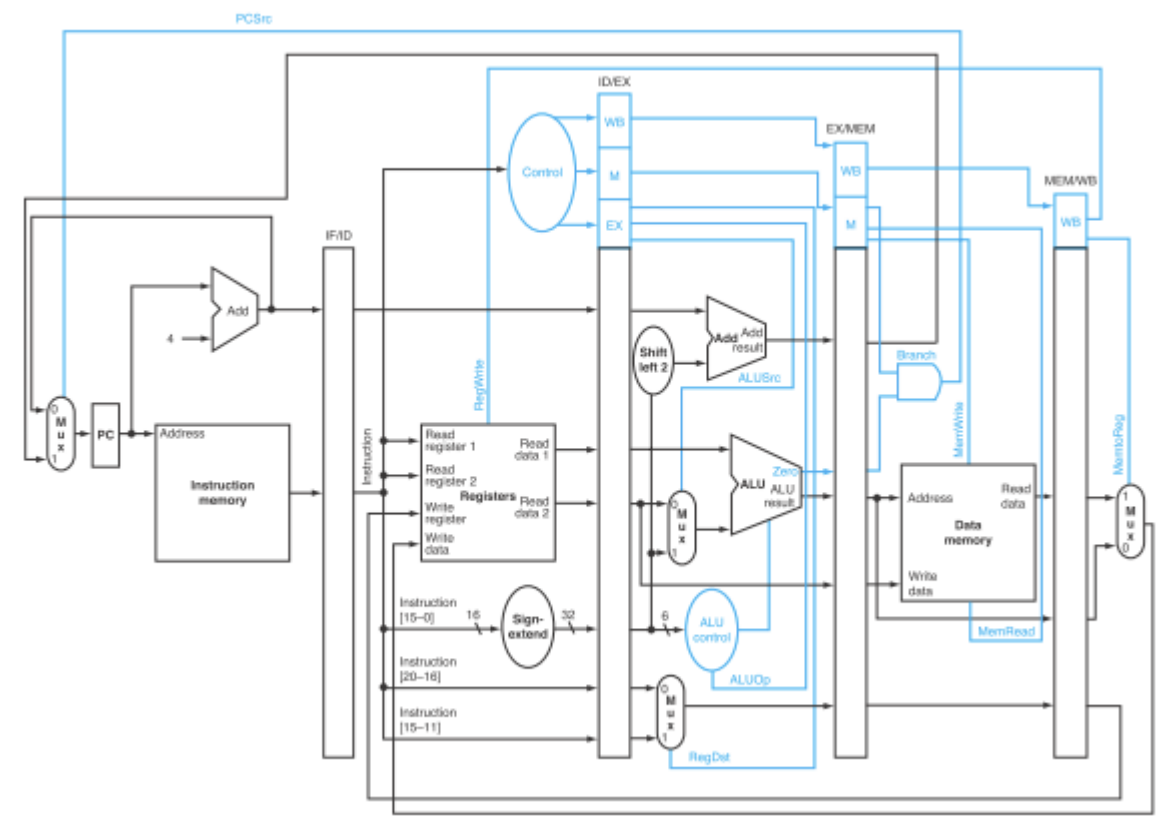 PCSrc
ID/EX
WB
EX/MEM
Control
M
WB
MEM/WB
EX
M
WB
IF/ID
Add
4
Add
Add
result
Shift
left 2
Branch
ALUSrc
RegWrite
MemWrite
MemtoReg
Instruction
0
M
u
x
1
PC
Address
Instruction
memory
Read
register 1
Read
data 1
Read
register 2
Registers
Write
register
Read
data 2
Write
data
0
M
u
x
1
Zero
ALU
ALU
result
Address
Read
data
Data
memory
Write
data
1
M
u
x
0
Instruction
[15–0]
16
Sign-
extend
32
6
ALU
control
MemRead
Instruction
[20–16]
ALUOp
0
M
u
x
1
Instruction
[15–11]
RegDst